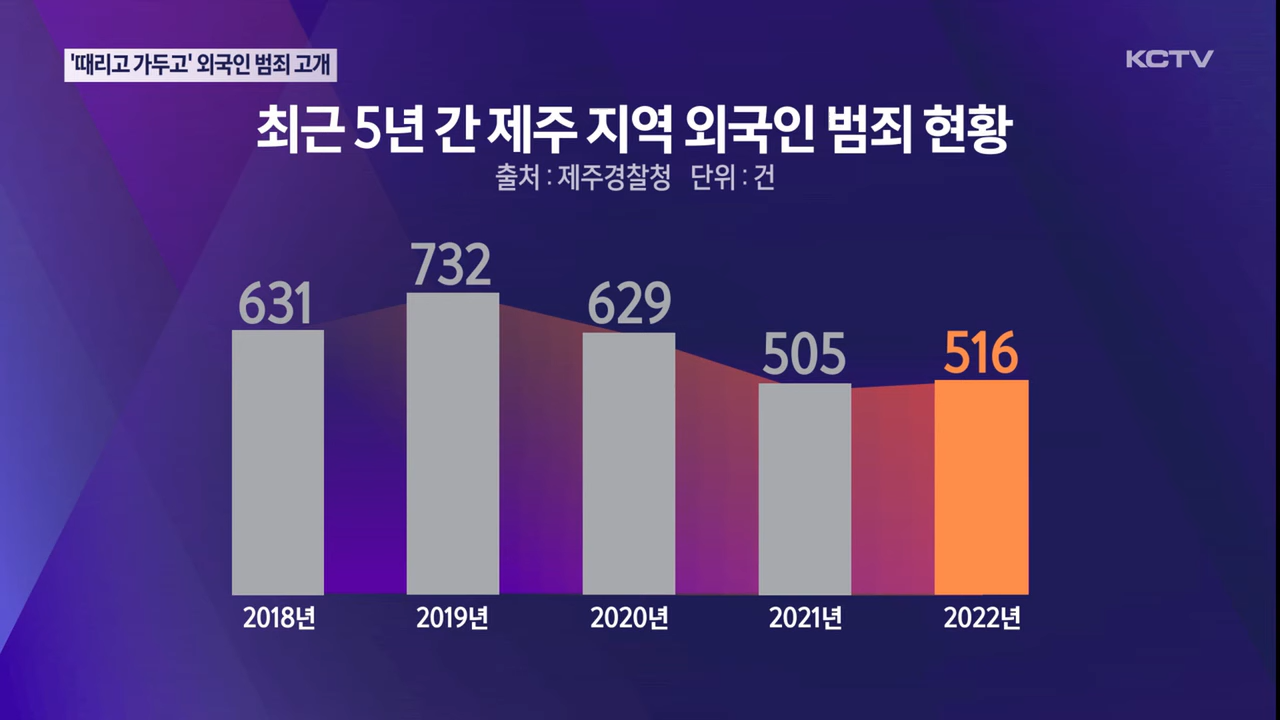 '때리고 가두고' 외국인 범죄 고개
KCTV
최근 5년 간 제주 지역 외국인 범죄 현황
출처 : 제주경찰청 단위 : 건
631
732
629
505
516
2018년
2019년
2020년
2021년
2022년